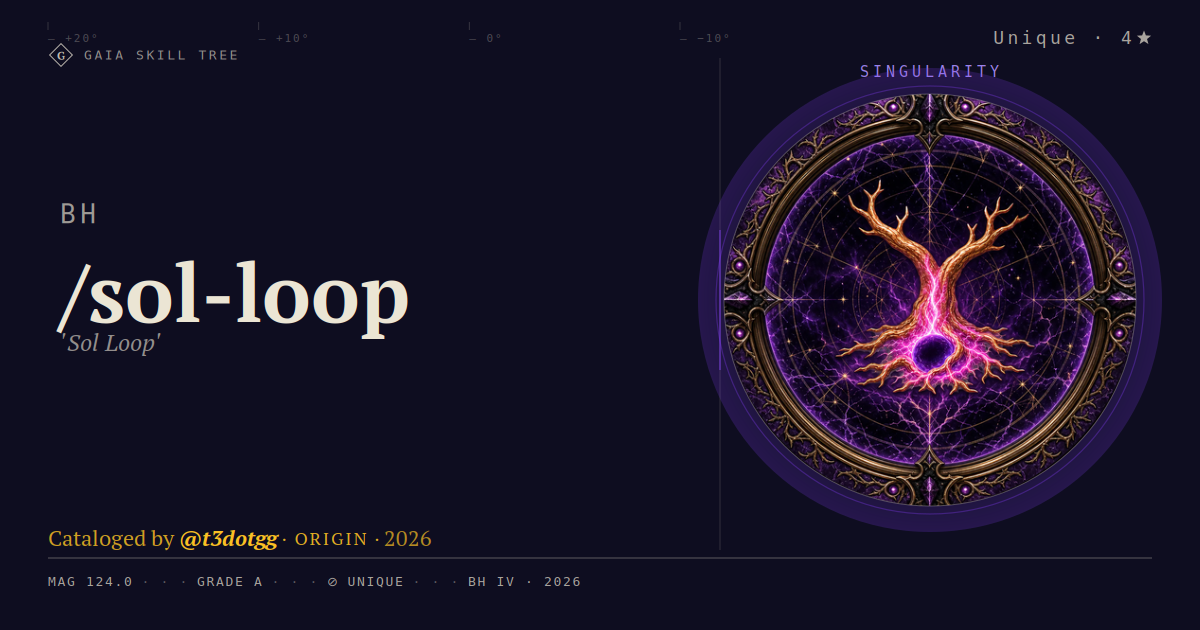 — +20° — +10° — 0° — −10°
Unique · 4★
G GAIA SKILL TREE
SINGULARITY
BH
/sol-loop
'Sol Loop'
Cataloged by @t3dotgg · ORIGIN · 2026
MAG 124.0 · · · GRADE A · · · ⊘ UNIQUE · · · BH IV · 2026